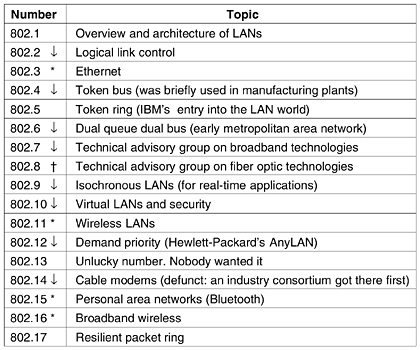 Number Topic
802.1 Overview and architecture of LANs
802.2 ↓ Logical link control
802.3 * Ethernet
802.4 ↓ Token bus (was briefly used in manufacturing plants)
802.5 Token ring (IBM's entry into the LAN world)
802.6 ↓ Dual queue dual bus (early metropolitan area network)
802.7 ↓ Technical advisory group on broadband technologies
802.8 † Technical advisory group on fiber optic technologies
802.9 ↓ Isochronous LANs (for real-time applications)
802.10 ↓ Virtual LANs and security
802.11 * Wireless LANs
802.12 ↓ Demand priority (Hewlett-Packard's AnyLAN)
802.13 Unlucky number. Nobody wanted it
802.14 ↓ Cable modems (defunct: an industry consortium got there first)
802.15 * Personal area networks (Bluetooth)
802.16 * Broadband wireless
802.17 Resilient packet ring